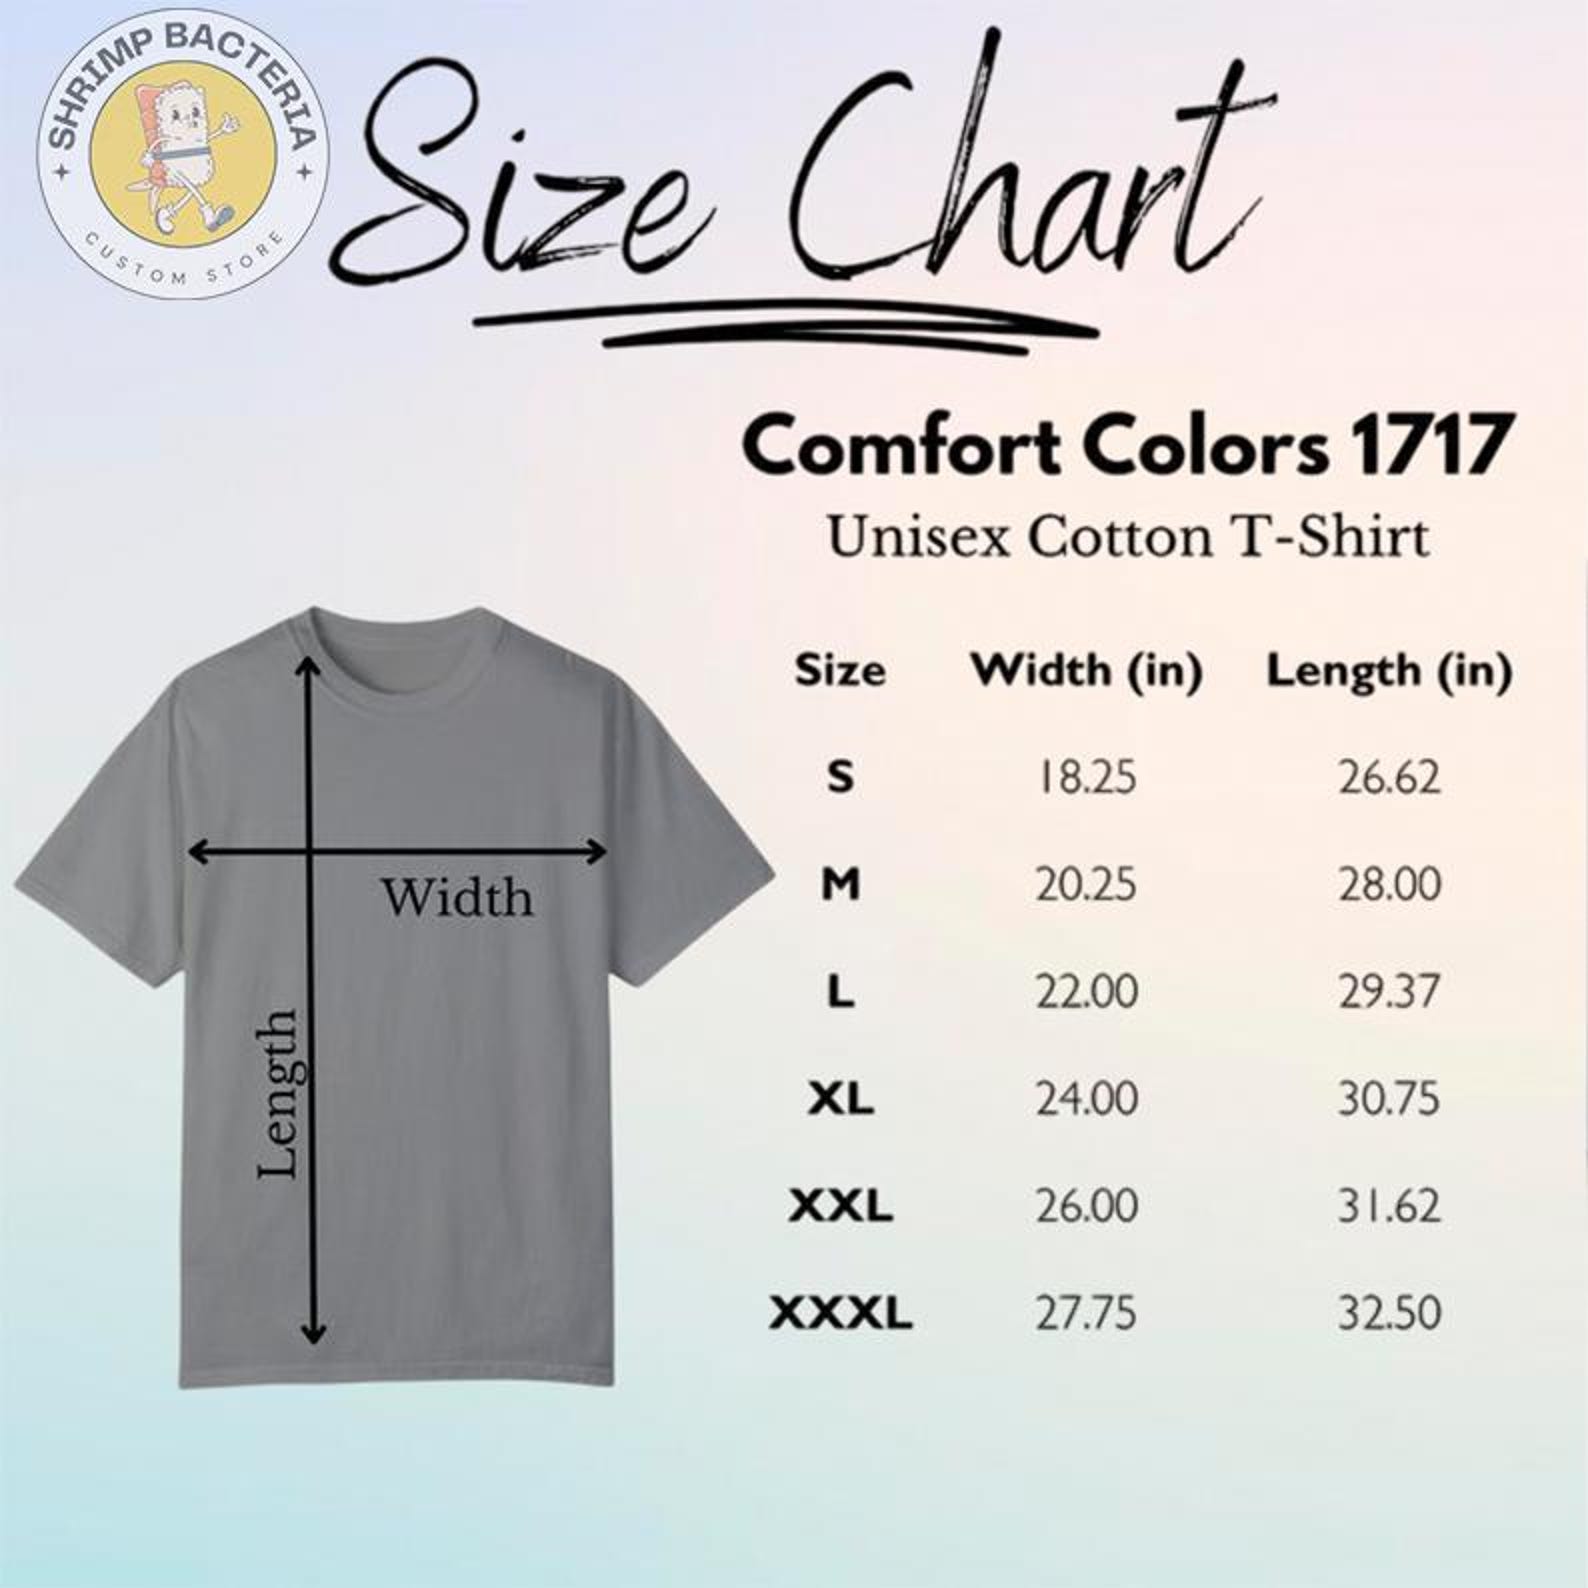 SHRIMP BACTERIA
CUSTOM STORE
Size Chart
Comfort Colors 1717
Unisex Cotton T-Shirt
Size Width (in) Length (in)
S 18.25 26.62
M 20.25 28.00
L 22.00 29.37
XL 24.00 30.75
XXL 26.00 31.62
XXXL 27.75 32.50
Width
Length